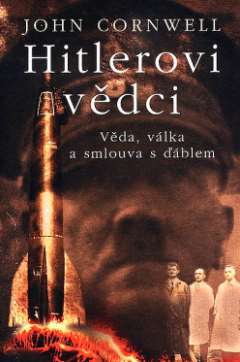 JOHN CORNWELL
Hitlerovi
vědci
Věda, válka
a smlouva s ďáblem